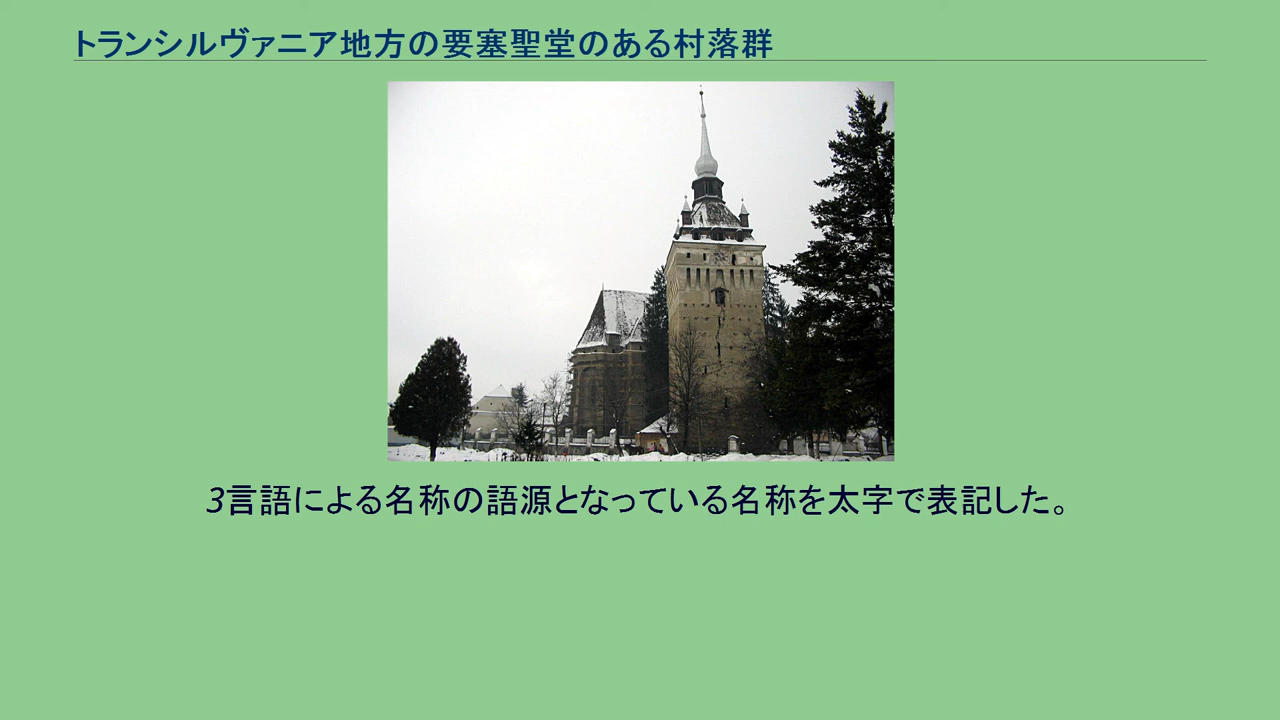 トランシルヴァニア地方の要塞聖堂のある村落群
3言語による名称の語源となっている名称を太字で表記した。